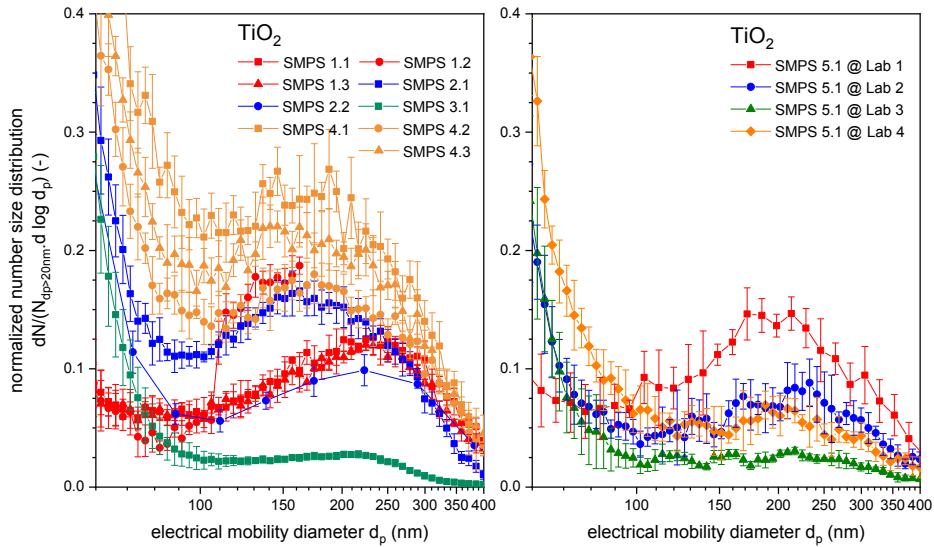 normalized number size distribution
dN/(N_dp>20nm.d log d_p) (-)
0.4
0.3
0.2
0.1
0.0
TiO₂
SMPS 1.1 SMPS 1.2
SMPS 1.3 SMPS 2.1
SMPS 2.2 SMPS 3.1
SMPS 4.1 SMPS 4.2
SMPS 4.3
100 150 200 250 300 350 400
electrical mobility diameter d_p (nm)
0.4
0.3
0.2
0.1
0.0
TiO₂
SMPS 5.1 @ Lab 1
SMPS 5.1 @ Lab 2
SMPS 5.1 @ Lab 3
SMPS 5.1 @ Lab 4
100 150 200 250 300 350 400
electrical mobility diameter d_p (nm)